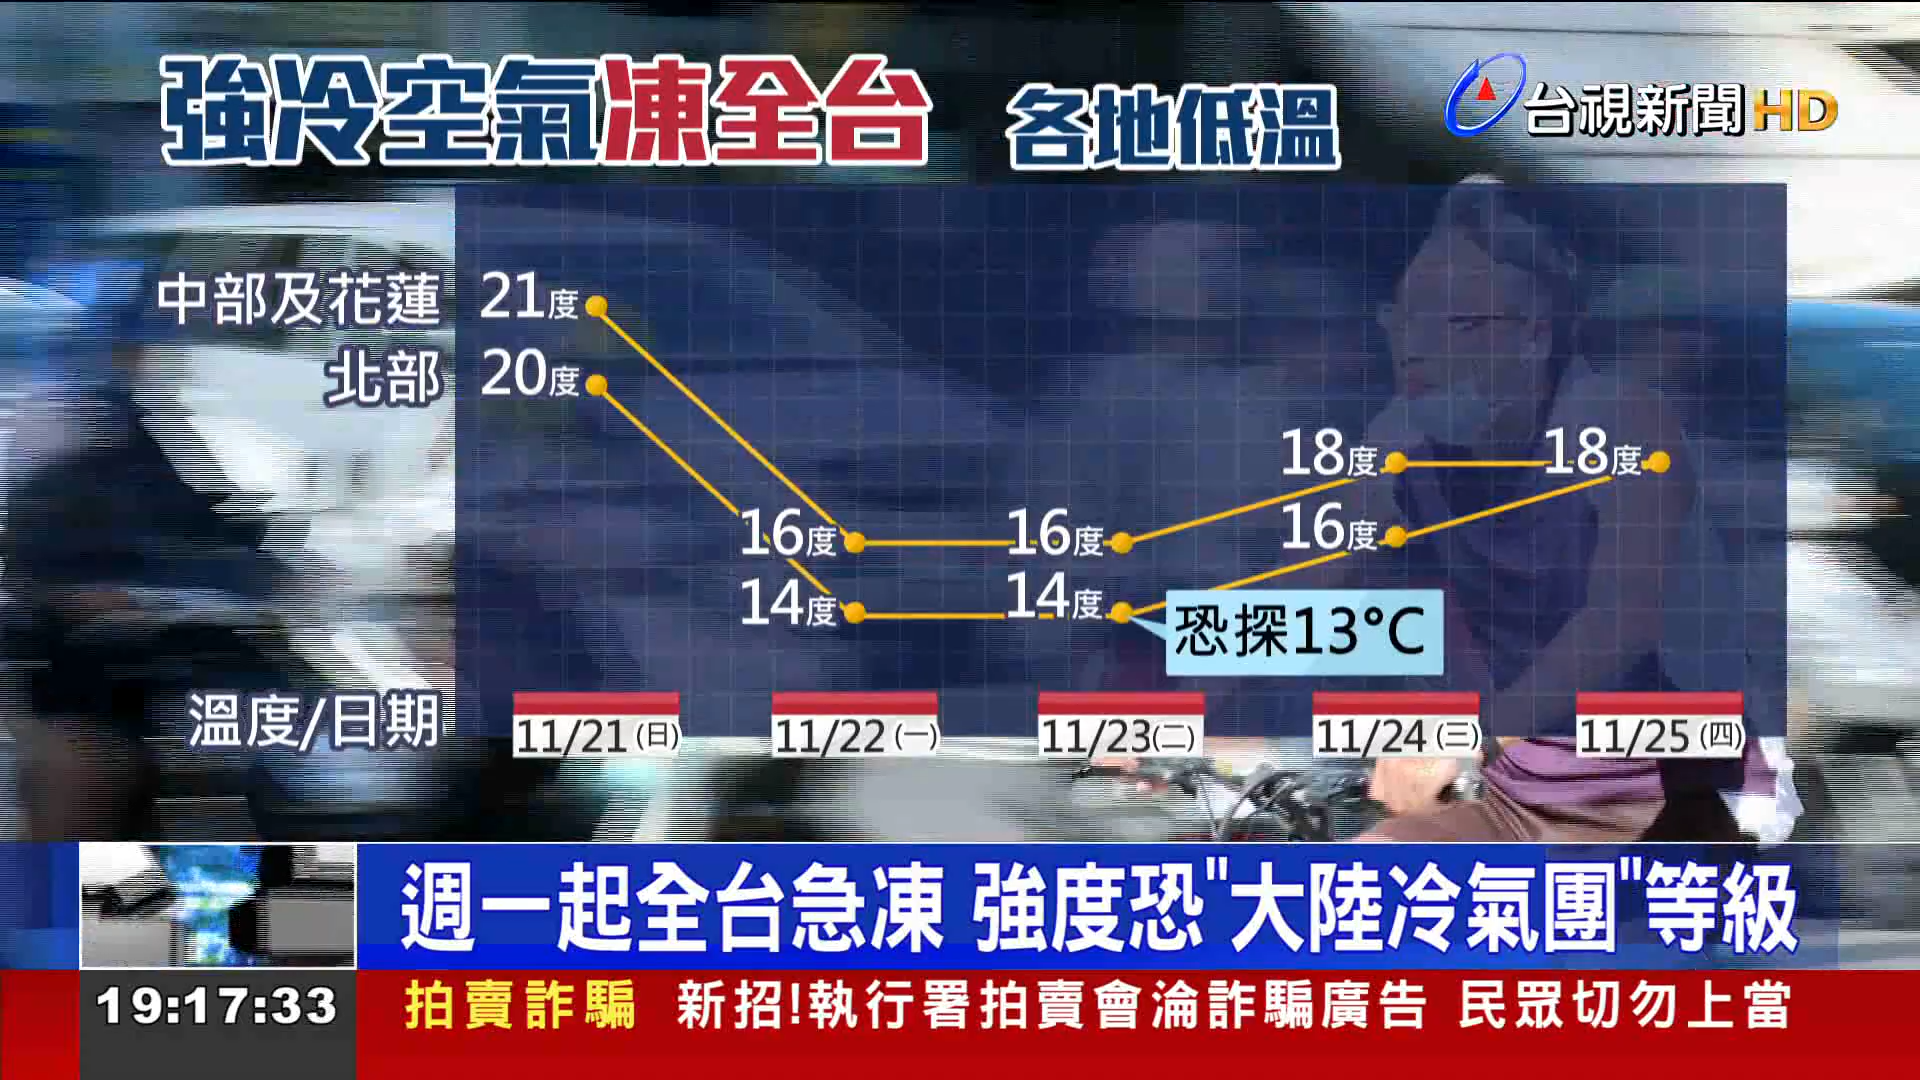 強冷空氣凍全台 各地低溫
台視新聞HD
中部及花蓮 21度
北部 20度
16度 16度 18度 18度
14度 14度 16度
恐探13°C
溫度/日期 11/21(日) 11/22(一) 11/23(二) 11/24(三) 11/25(四)
週一起全台急凍 強度恐"大陸冷氣團"等級
19:17:33 拍賣詐騙 新招!執行署拍賣會淪詐騙廣告 民眾切勿上當